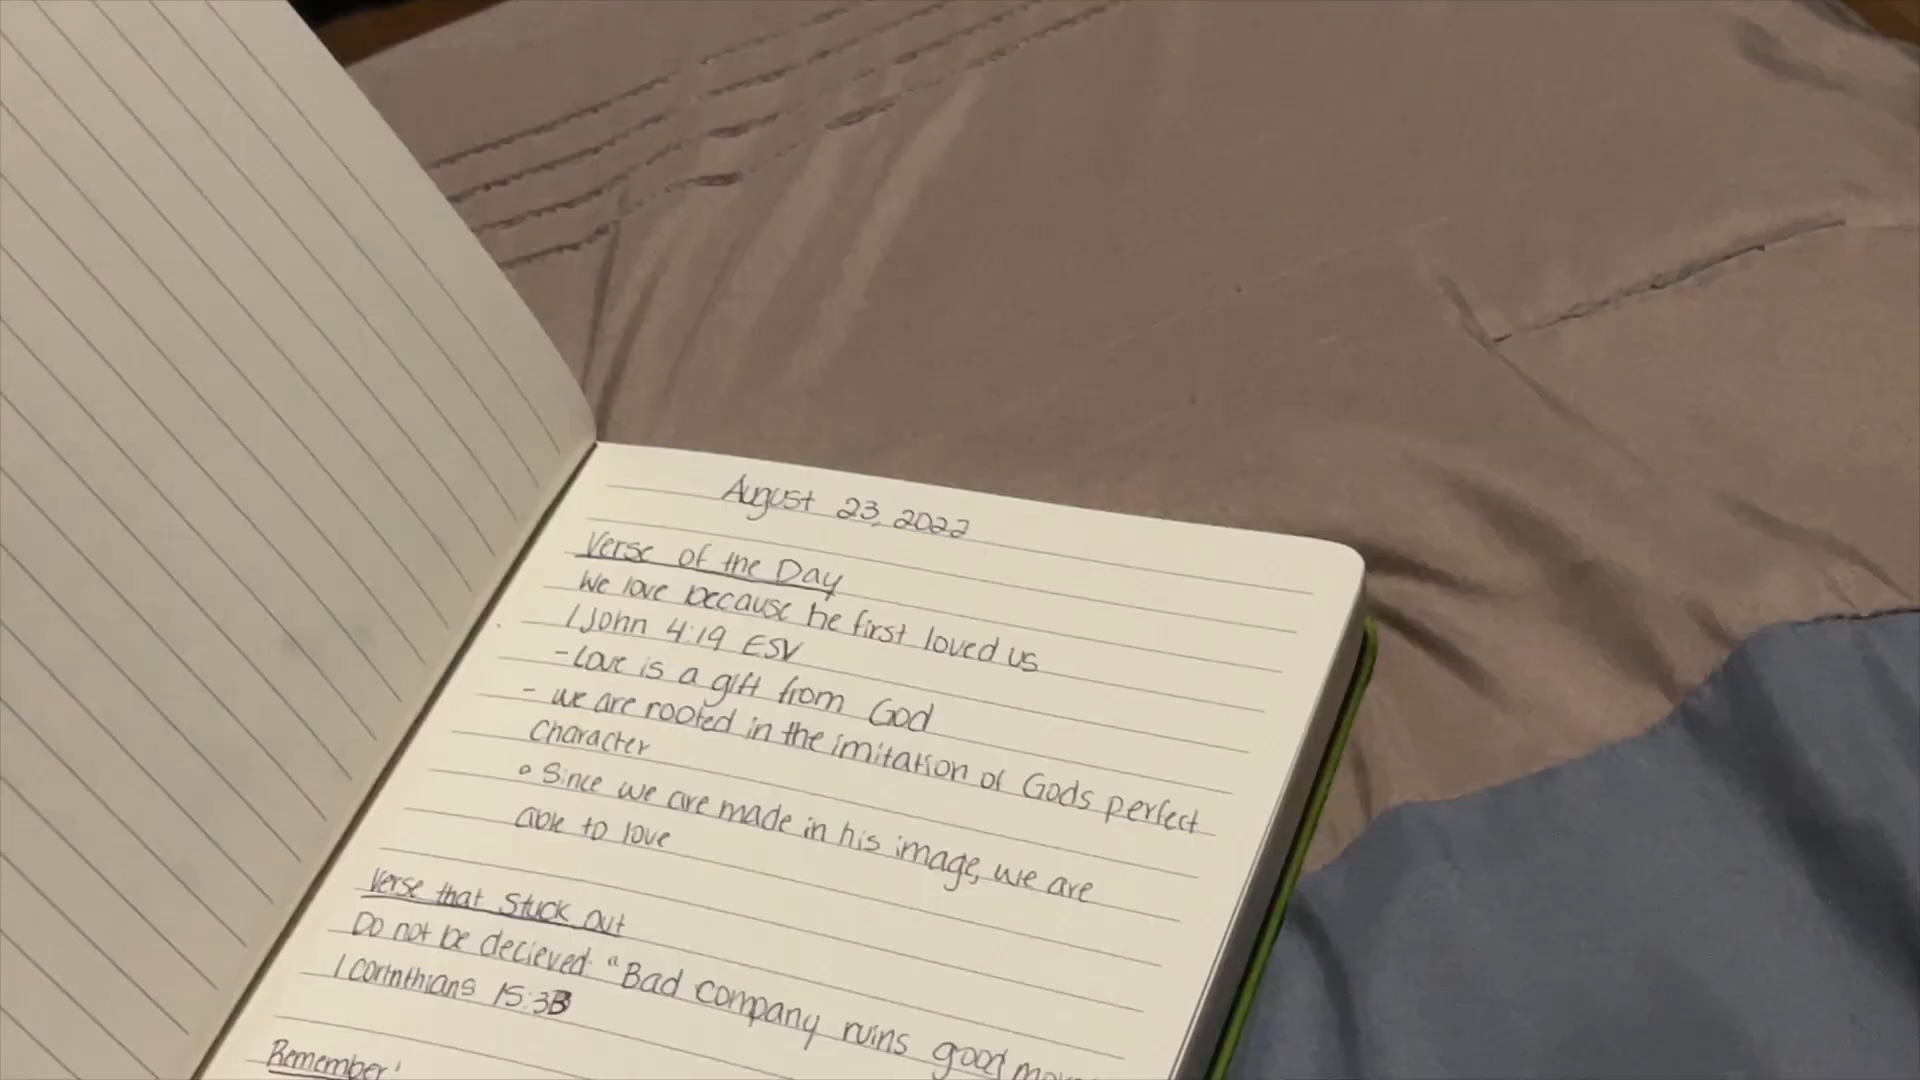 August 23, 2022
Verse of the Day
We love because he first loved us
1 John 4:19 ESV
- Love is a gift from God
- we are rooted in the imitation of Gods perfect
character
° Since we are made in his image, we are
able to love
Verse that Stuck out
Do not be decieved: "Bad company ruins good
1 Corinthians 15:33
Remember!